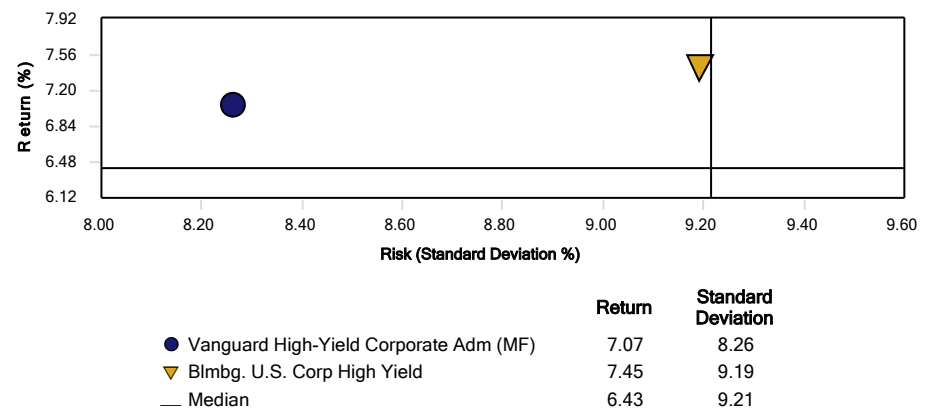 7.92
7.56
7.20
6.84
6.48
6.12
Return (%)
8.00 8.20 8.40 8.60 8.80 9.00 9.20 9.40 9.60
Risk (Standard Deviation %)
Return Standard
Deviation
Vanguard High-Yield Corporate Adm (MF) 7.07 8.26
Blmbg. U.S. Corp High Yield 7.45 9.19
Median 6.43 9.21